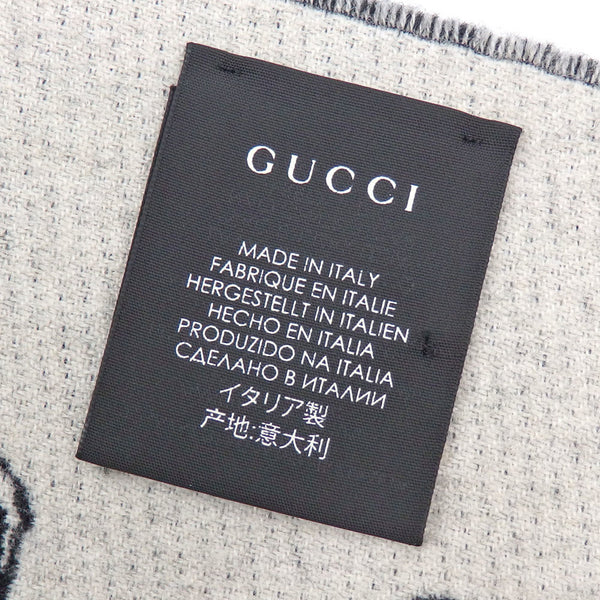 GUCCI
MADE IN ITALY
FABRIQUE EN ITALIE
HERGESTELLT IN ITALIEN
HECHO EN ITALIA
PRODUZIDO NA ITALIA
СДЕЛАНО В ИТАЛИИ
イタリア製
产地:意大利